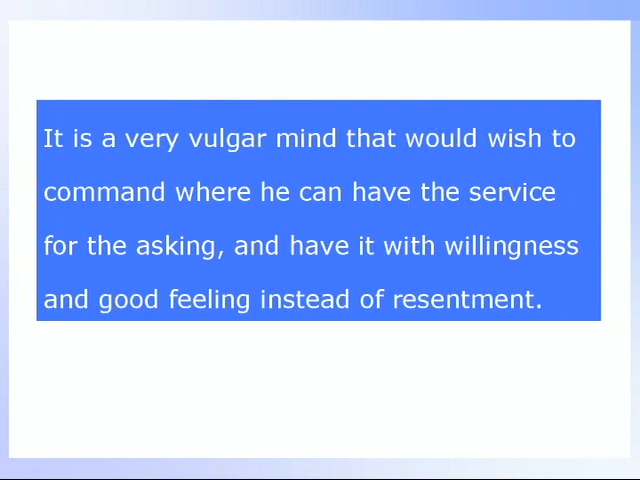 It is a very vulgar mind that would wish to
command where he can have the service
for the asking, and have it with willingness
and good feeling instead of resentment.